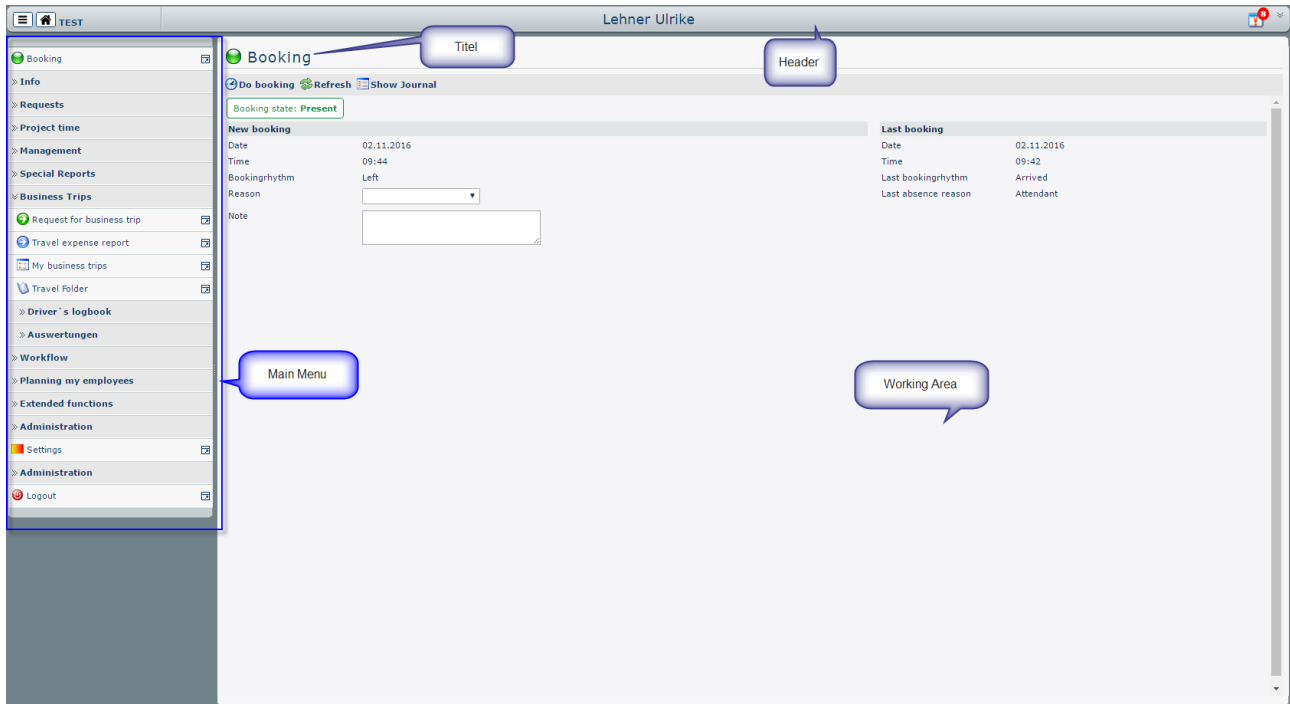 TEST
Lehner Ulrike
8
Booking
Info
Requests
Project time
Management
Special Reports
Business Trips
Request for business trip
Travel expense report
My business trips
Travel Folder
Driver`s logbook
Auswertungen
Workflow
Planning my employees
Extended functions
Administration
Settings
Administration
Logout
Main Menu
Booking
Titel
Header
Do booking Refresh Show Journal
Booking state: Present
New booking
Date 02.11.2016
Time 09:44
Bookingrhythm Left
Reason
Note
Last booking
Date 02.11.2016
Time 09:42
Last bookingrhythm Arrived
Last absence reason Attendant
Working Area